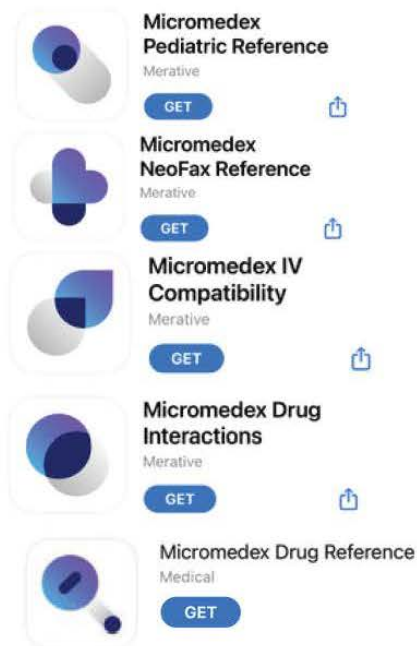 Micromedex
Pediatric Reference
Merative
GET
Micromedex
NeoFax Reference
Merative
GET
Micromedex IV
Compatibility
Merative
GET
Micromedex Drug
Interactions
Merative
GET
Micromedex Drug Reference
Medical
GET